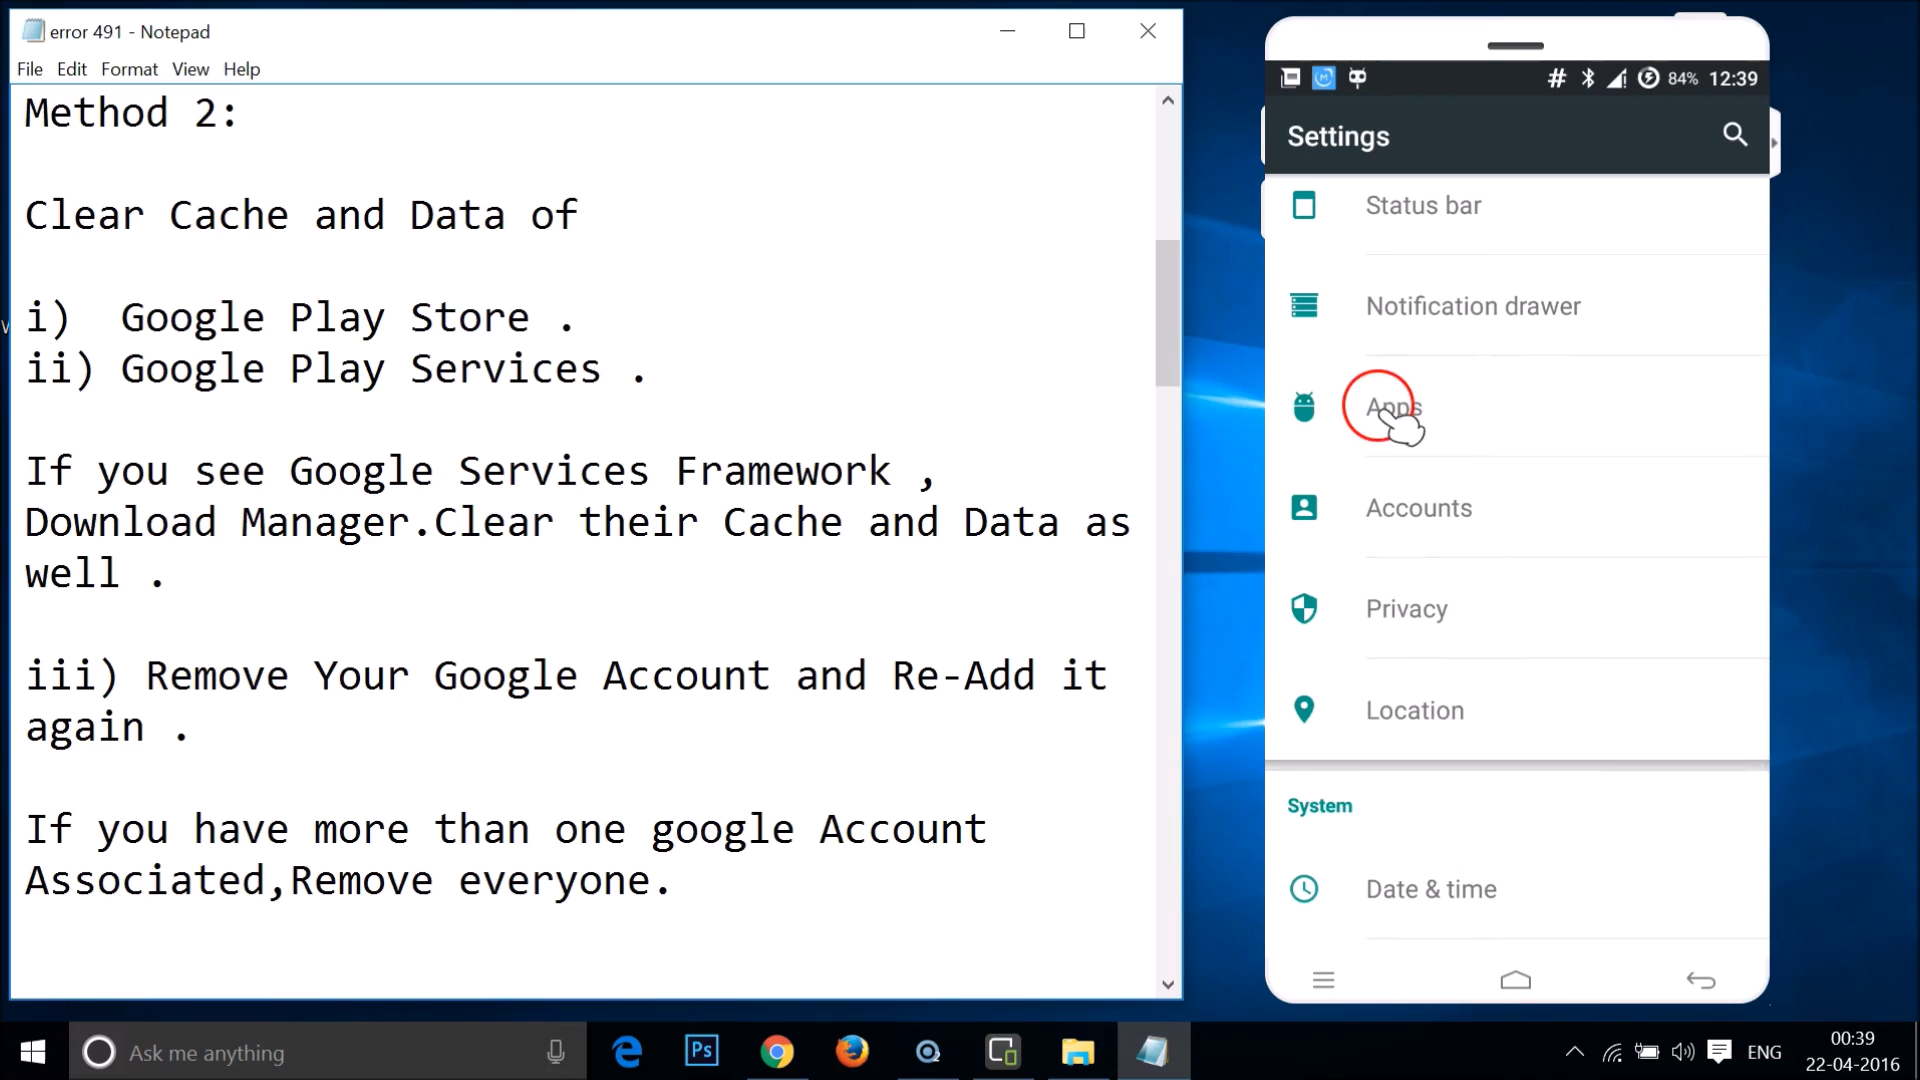 error 491 - Notepad
File Edit Format View Help
Method 2:
Clear Cache and Data of
i)  Google Play Store .
ii) Google Play Services .
If you see Google Services Framework ,
Download Manager.Clear their Cache and Data as
well .
iii) Remove Your Google Account and Re-Add it
again .
If you have more than one google Account
Associated,Remove everyone.
84% 12:39
Settings
Status bar
Notification drawer
Apps
Accounts
Privacy
Location
System
Date & time
Ask me anything
Ps
ENG
00:39
22-04-2016